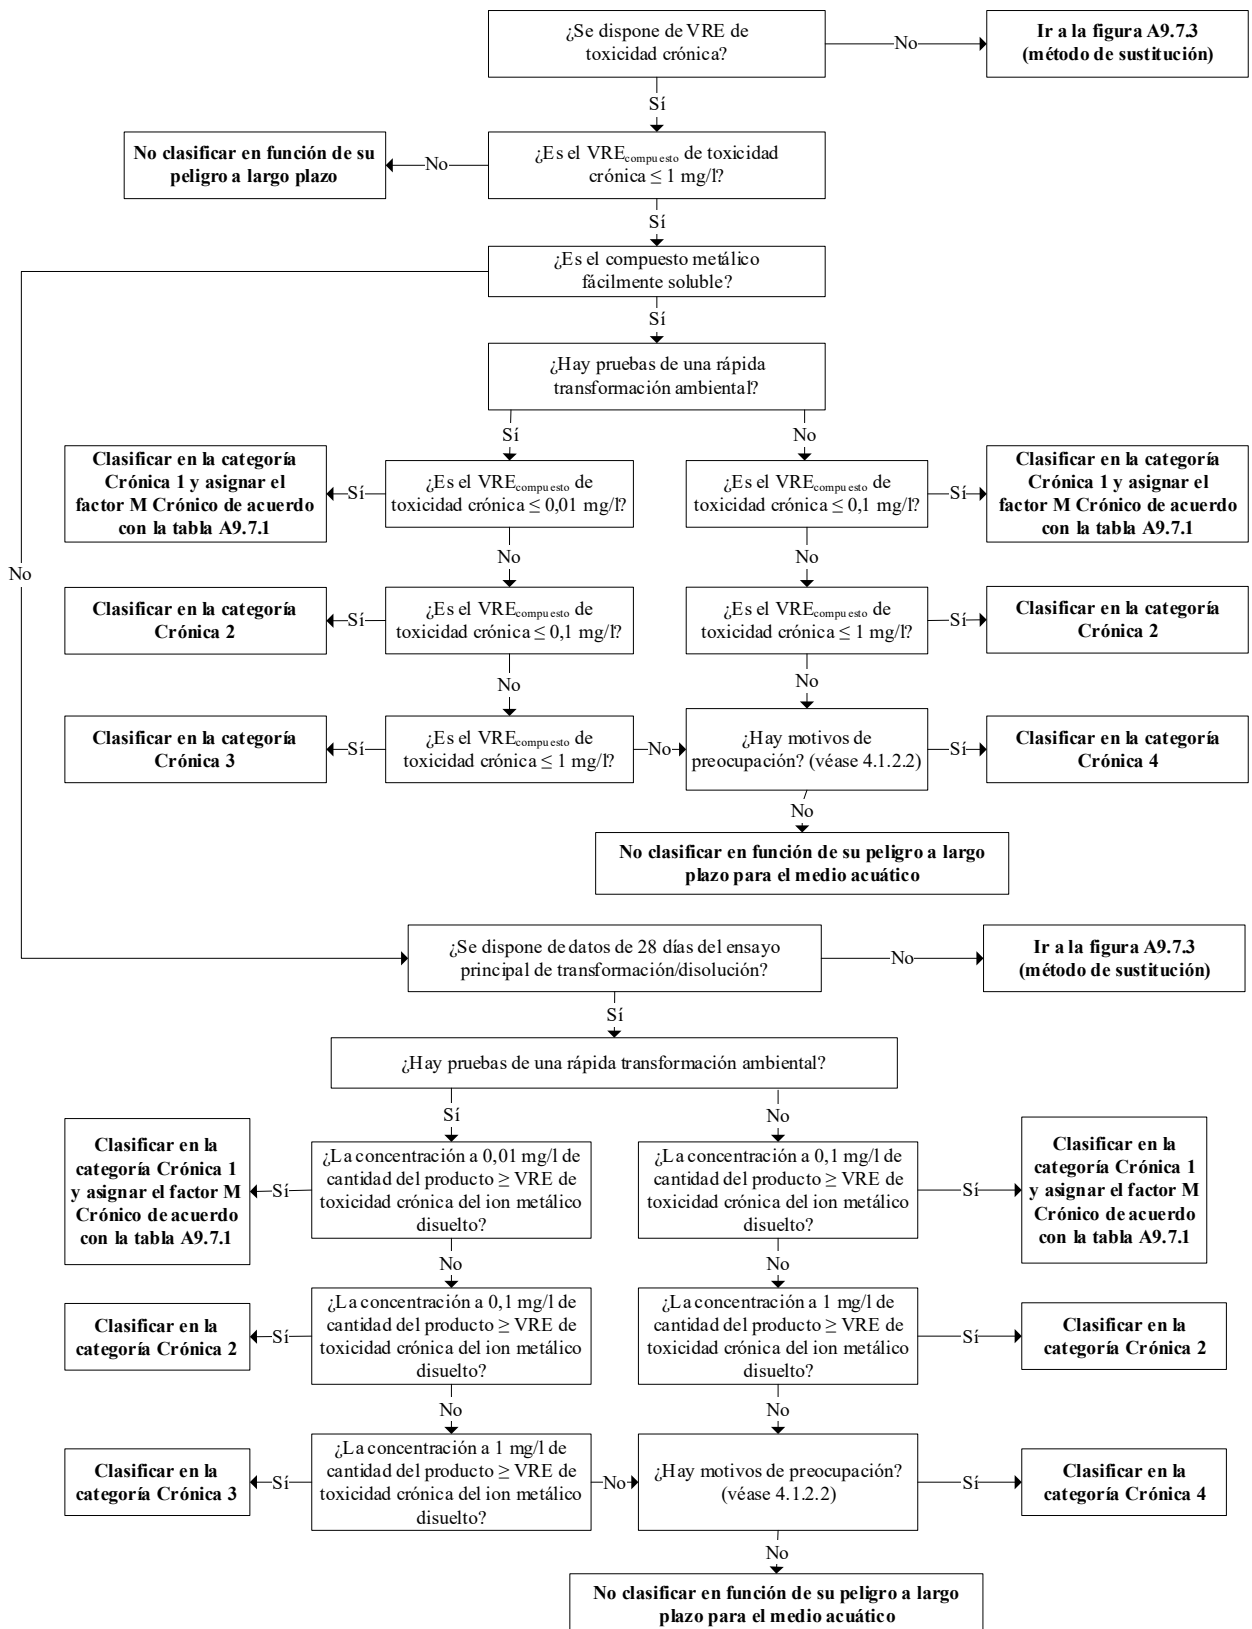 ¿Se dispone de VRE de
toxicidad crónica?
No
Ir a la figura A9.7.3
(método de sustitución)
Sí
No clasificar en función de su
peligro a largo plazo
No
¿Es el VREcompuesto de toxicidad
crónica ≤ 1 mg/l?
Sí
¿Es el compuesto metálico
fácilmente soluble?
Sí
¿Hay pruebas de una rápida
transformación ambiental?
Sí
No
Clasificar en la categoría
Crónica 1 y asignar el
factor M Crónico de acuerdo
con la tabla A9.7.1
Sí
¿Es el VREcompuesto de
toxicidad crónica ≤ 0,01 mg/l?
¿Es el VREcompuesto de
toxicidad crónica ≤ 0,1 mg/l?
Sí
Clasificar en la categoría
Crónica 1 y asignar el
factor M Crónico de acuerdo
con la tabla A9.7.1
No
No
No
Clasificar en la categoría
Crónica 2
Sí
¿Es el VREcompuesto de
toxicidad crónica ≤ 0,1 mg/l?
¿Es el VREcompuesto de
toxicidad crónica ≤ 1 mg/l?
Sí
Clasificar en la categoría
Crónica 2
No
No
Clasificar en la categoría
Crónica 3
Sí
¿Es el VREcompuesto de
toxicidad crónica ≤ 1 mg/l?
No
¿Hay motivos de
preocupación? (véase 4.1.2.2)
Sí
Clasificar en la categoría
Crónica 4
No
No clasificar en función de su peligro a largo
plazo para el medio acuático
¿Se dispone de datos de 28 días del ensayo
principal de transformación/disolución?
No
Ir a la figura A9.7.3
(método de sustitución)
Sí
¿Hay pruebas de una rápida transformación ambiental?
Sí
No
Clasificar en la
categoría Crónica 1
y asignar el factor M
Crónico de acuerdo
con la tabla A9.7.1
Sí
¿La concentración a 0,01 mg/l de
cantidad del producto ≥ VRE de
toxicidad crónica del ion metálico
disuelto?
¿La concentración a 0,1 mg/l de
cantidad del producto ≥ VRE de
toxicidad crónica del ion metálico
disuelto?
Sí
Clasificar en la
categoría Crónica 1
y asignar el factor M
Crónico de acuerdo
con la tabla A9.7.1
No
No
Clasificar en la
categoría Crónica 2
Sí
¿La concentración a 0,1 mg/l de
cantidad del producto ≥ VRE de
toxicidad crónica del ion metálico
disuelto?
¿La concentración a 1 mg/l de
cantidad del producto ≥ VRE de
toxicidad crónica del ion metálico
disuelto?
Sí
Clasificar en la
categoría Crónica 2
No
No
Clasificar en la
categoría Crónica 3
Sí
¿La concentración a 1 mg/l de
cantidad del producto ≥ VRE de
toxicidad crónica del ion metálico
disuelto?
No
¿Hay motivos de preocupación?
(véase 4.1.2.2)
Sí
Clasificar en la
categoría Crónica 4
No
No clasificar en función de su peligro a largo
plazo para el medio acuático